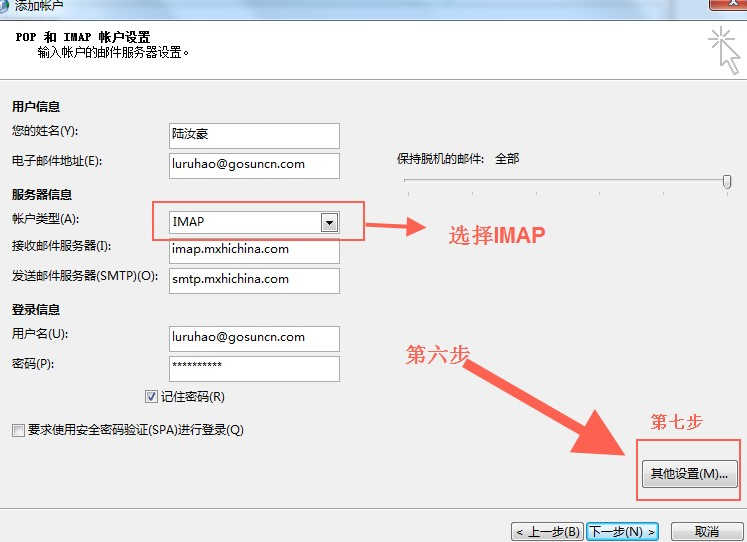 添加帐户
POP 和 IMAP 帐户设置
输入帐户的邮件服务器设置。
用户信息
您的姓名(Y):
陆汝豪
电子邮件地址(E):
luruhao@gosuncn.com
保持脱机的邮件: 全部
服务器信息
帐户类型(A):
IMAP
选择IMAP
接收邮件服务器(I):
imap.mxhichina.com
发送邮件服务器(SMTP)(O):
smtp.mxhichina.com
登录信息
用户名(U):
luruhao@gosuncn.com
第六步
密码(P):
**********
记住密码(R)
第七步
要求使用安全密码验证(SPA)进行登录(Q)
其他设置(M)...
< 上一步(B)
下一步(N) >
取消